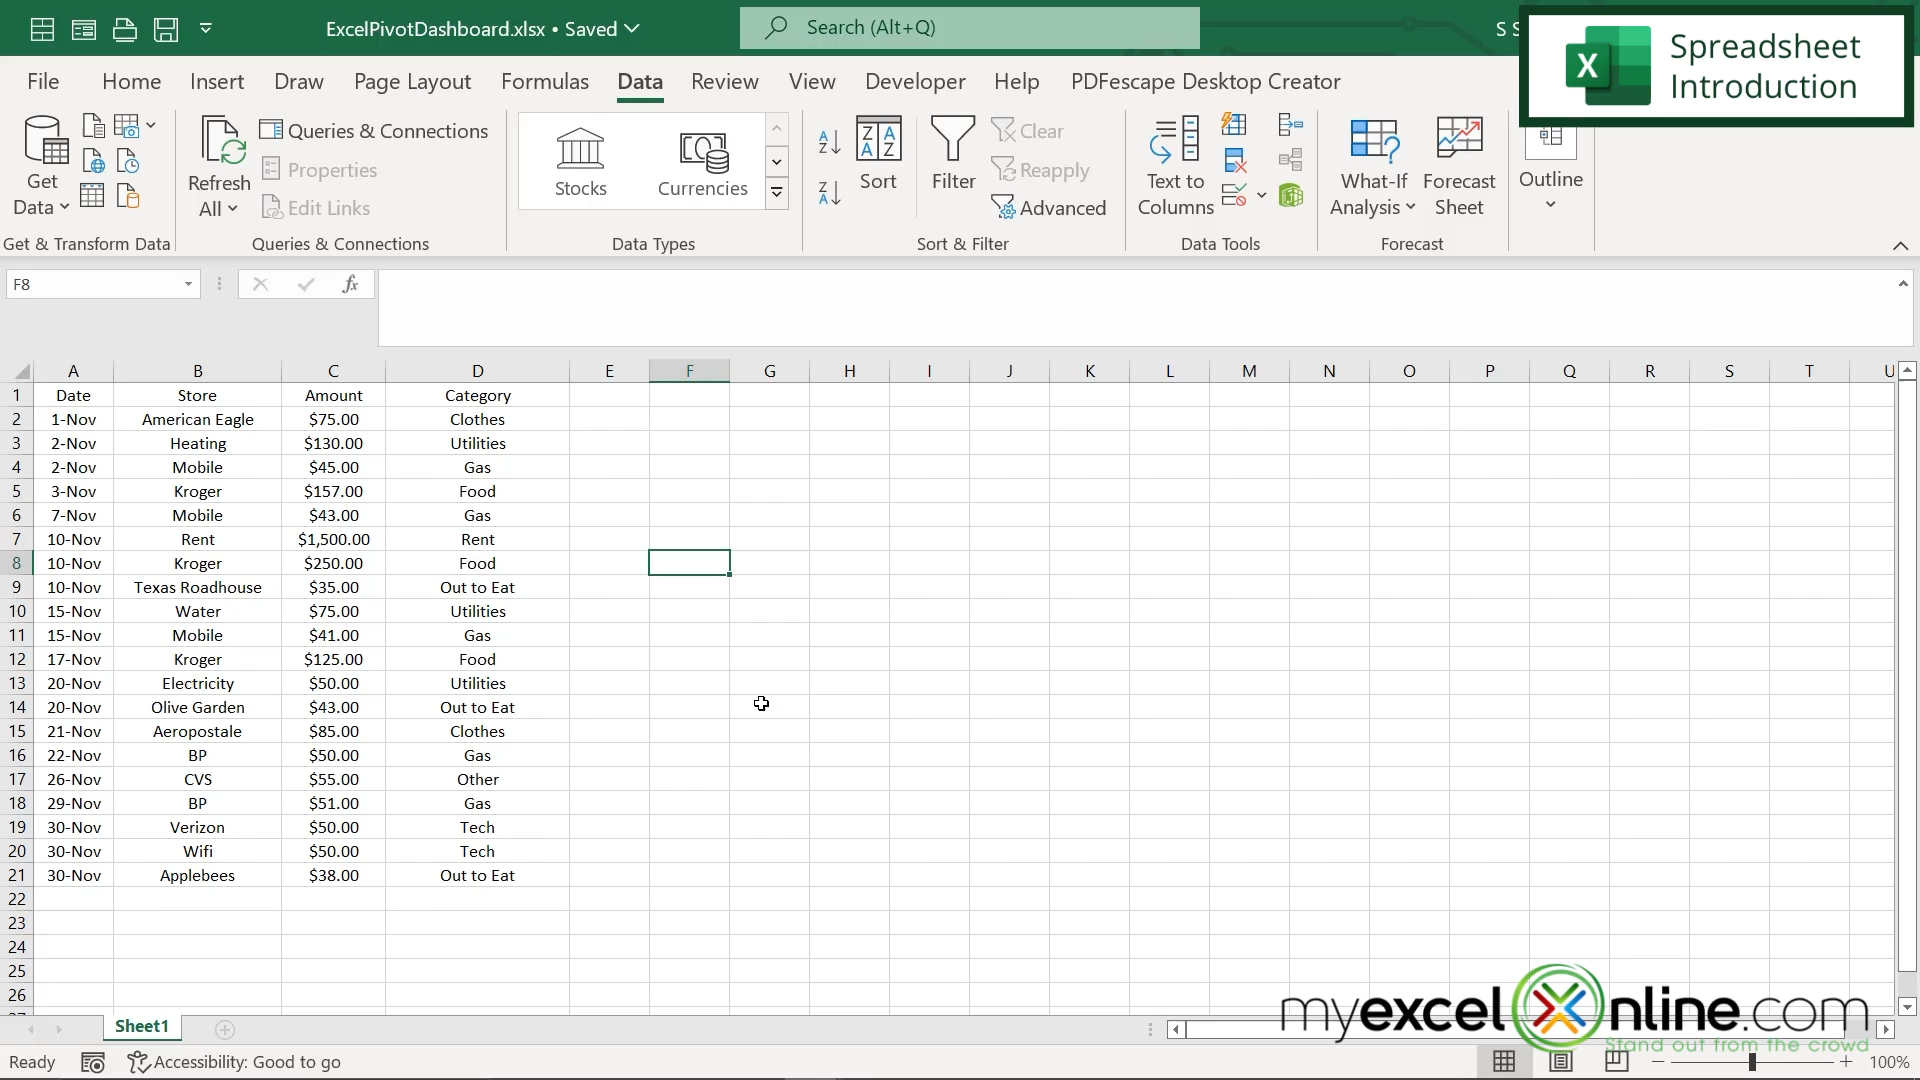 ExcelPivotDashboard.xlsx • Saved
Search (Alt+Q)
S S
X
Spreadsheet
Introduction
File Home Insert Draw Page Layout Formulas Data Review View Developer Help PDFescape Desktop Creator
Get
Data
Get & Transform Data
Refresh
All
Queries & Connections
Properties
Edit Links
Queries & Connections
Stocks Currencies
Data Types
Sort
Filter
Clear
Reapply
Advanced
Sort & Filter
Text to
Columns
Data Tools
What-If
Analysis
Forecast
Sheet
Forecast
Outline
F8
fx
A B C D E F G H I J K L M N O P Q R S T U
1 Date Store Amount Category
2 1-Nov American Eagle $75.00 Clothes
3 2-Nov Heating $130.00 Utilities
4 2-Nov Mobile $45.00 Gas
5 3-Nov Kroger $157.00 Food
6 7-Nov Mobile $43.00 Gas
7 10-Nov Rent $1,500.00 Rent
8 10-Nov Kroger $250.00 Food
9 10-Nov Texas Roadhouse $35.00 Out to Eat
10 15-Nov Water $75.00 Utilities
11 15-Nov Mobile $41.00 Gas
12 17-Nov Kroger $125.00 Food
13 20-Nov Electricity $50.00 Utilities
14 20-Nov Olive Garden $43.00 Out to Eat
15 21-Nov Aeropostale $85.00 Clothes
16 22-Nov BP $50.00 Gas
17 26-Nov CVS $55.00 Other
18 29-Nov BP $51.00 Gas
19 30-Nov Verizon $50.00 Tech
20 30-Nov Wifi $50.00 Tech
21 30-Nov Applebees $38.00 Out to Eat
22
23
24
25
26
myexcelonline.com
Stand out from the crowd
Sheet1
Ready Accessibility: Good to go 100%